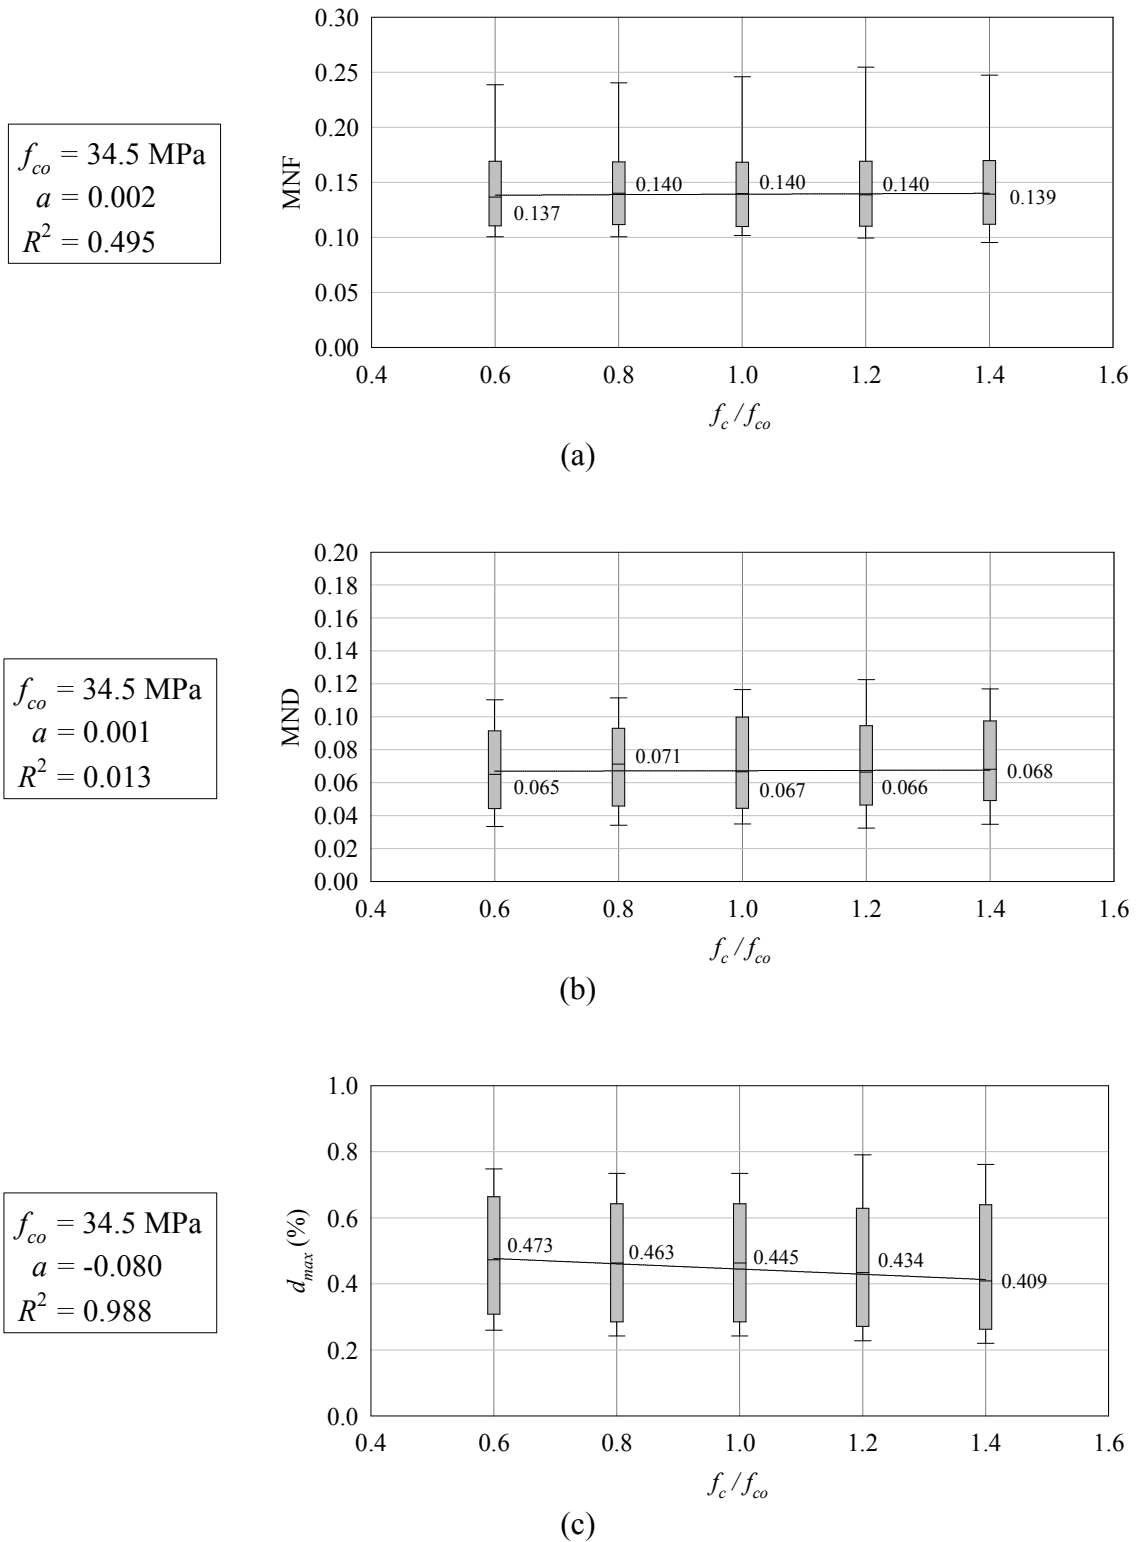 0.30
0.25
0.20
0.15
0.10
0.05
0.00
MNF
f_co = 34.5 MPa
a = 0.002
R² = 0.495
0.137
0.140
0.140
0.140
0.139
0.4 0.6 0.8 1.0 1.2 1.4 1.6
f_c / f_co
(a)
0.20
0.18
0.16
0.14
0.12
0.10
0.08
0.06
0.04
0.02
0.00
MND
f_co = 34.5 MPa
a = 0.001
R² = 0.013
0.065
0.071
0.067
0.066
0.068
0.4 0.6 0.8 1.0 1.2 1.4 1.6
f_c / f_co
(b)
1.0
0.8
0.6
0.4
0.2
0.0
d_max (%)
f_co = 34.5 MPa
a = -0.080
R² = 0.988
0.473
0.463
0.445
0.434
0.409
0.4 0.6 0.8 1.0 1.2 1.4 1.6
f_c / f_co
(c)